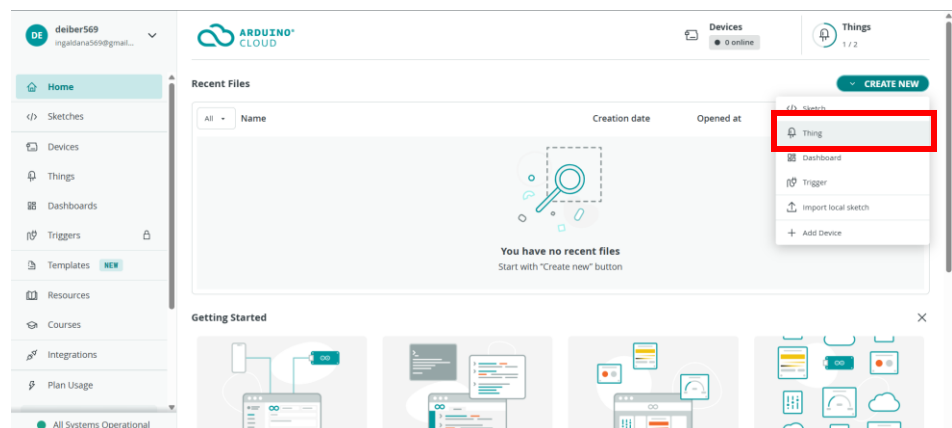 DE
deiber569
ingaldana569@gmail...
Home
</> Sketches
Devices
Things
Dashboards
Triggers
Templates NEW
Resources
Courses
Integrations
Plan Usage
All Systems Operational
ARDUINO
CLOUD
Devices
0 online
Things
1 / 2
Recent Files
CREATE NEW
All Name Creation date Opened at
</> Sketch
Thing
Dashboard
Trigger
Import local sketch
+ Add Device
You have no recent files
Start with "Create new" button
Getting Started